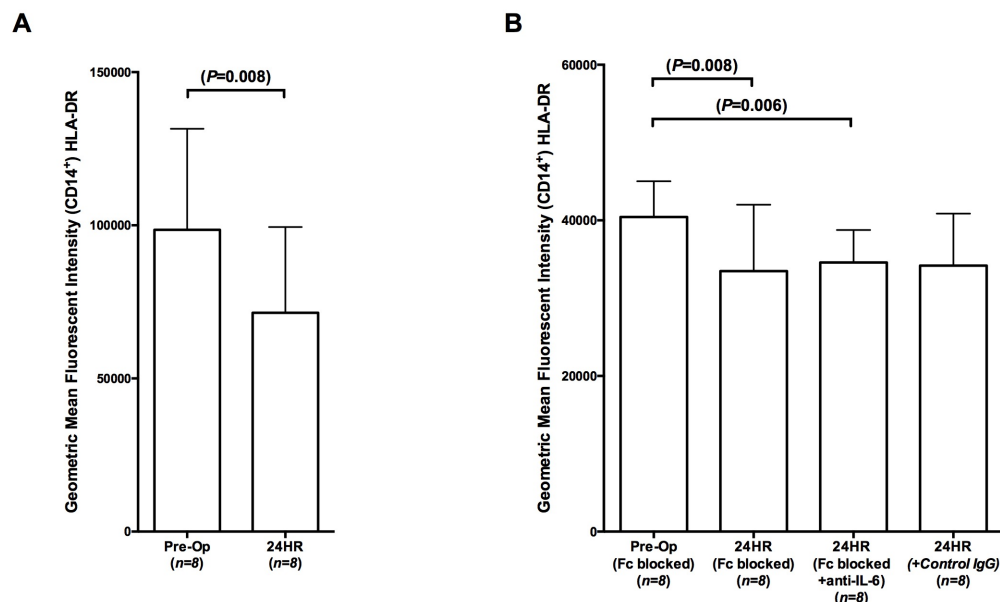 A
Geometric Mean Fluorescent Intensity (CD14+) HLA-DR
150000
100000
50000
0
(P=0.008)
Pre-Op
(n=8)
24HR
(n=8)
B
Geometric Mean Fluorescent Intensity (CD14+) HLA-DR
60000
40000
20000
0
(P=0.008)
(P=0.006)
Pre-Op
(Fc blocked)
(n=8)
24HR
(Fc blocked)
(n=8)
24HR
(Fc blocked
+anti-IL-6)
(n=8)
24HR
(+Control IgG)
(n=8)